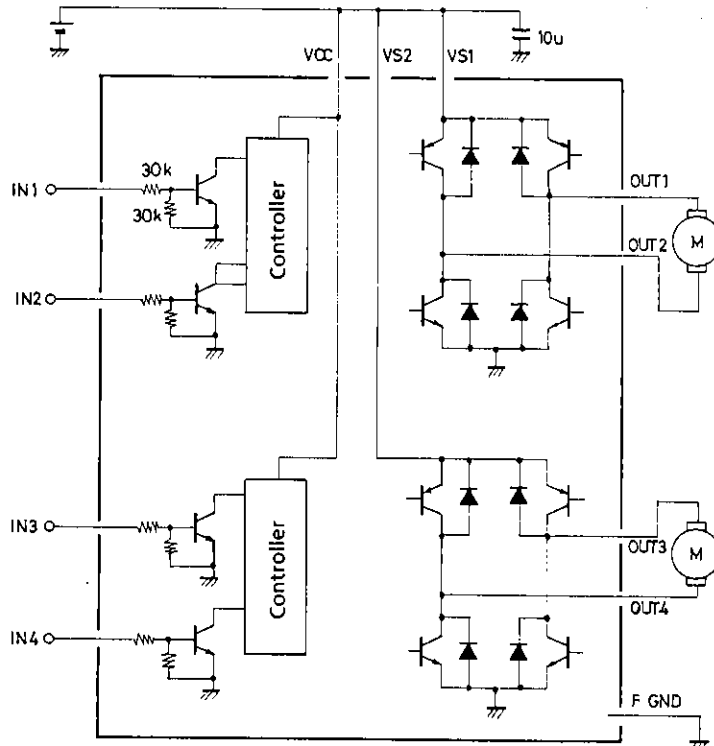 10u
VCC
VS2
VS1
30k
IN1
30k
Controller
OUT1
M
OUT2
IN2
IN3
Controller
OUT3
M
OUT4
IN4
F GND